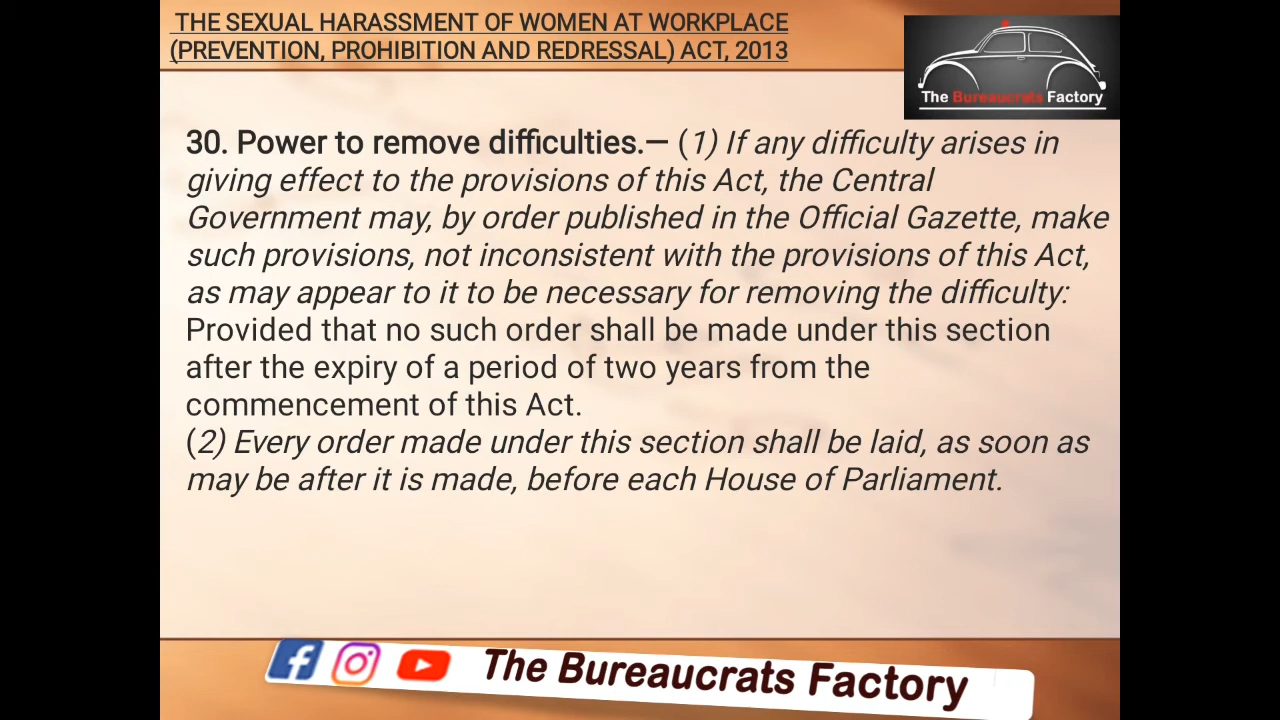 THE SEXUAL HARASSMENT OF WOMEN AT WORKPLACE
(PREVENTION, PROHIBITION AND REDRESSAL) ACT, 2013
The Bureaucrats Factory
30. Power to remove difficulties.— (1) If any difficulty arises in
giving effect to the provisions of this Act, the Central
Government may, by order published in the Official Gazette, make
such provisions, not inconsistent with the provisions of this Act,
as may appear to it to be necessary for removing the difficulty:
Provided that no such order shall be made under this section
after the expiry of a period of two years from the
commencement of this Act.
(2) Every order made under this section shall be laid, as soon as
may be after it is made, before each House of Parliament.
The Bureaucrats Factory